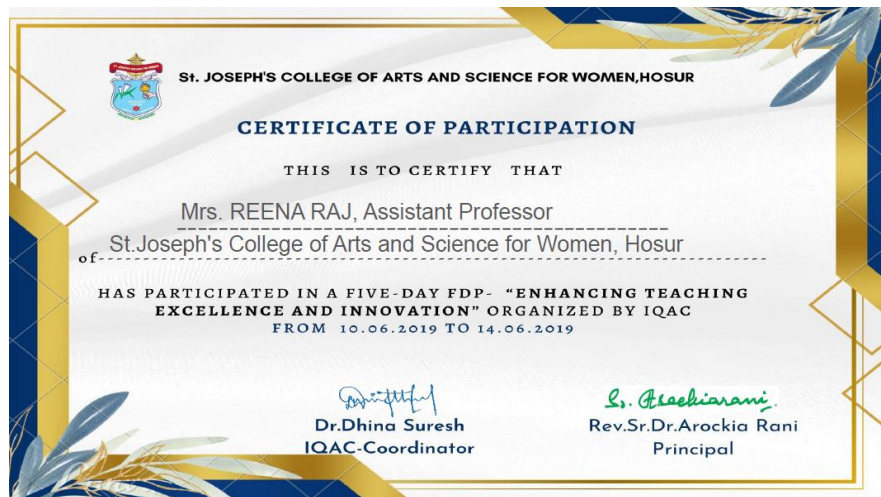 St. JOSEPH'S COLLEGE OF ARTS AND SCIENCE FOR WOMEN,HOSUR
CERTIFICATE OF PARTICIPATION
THIS IS TO CERTIFY THAT
Mrs. REENA RAJ, Assistant Professor
of St.Joseph's College of Arts and Science for Women, Hosur
HAS PARTICIPATED IN A FIVE-DAY FDP- “ENHANCING TEACHING
EXCELLENCE AND INNOVATION” ORGANIZED BY IQAC
FROM 10.06.2019 TO 14.06.2019
Dr.Dhina Suresh
IQAC-Coordinator
Rev.Sr.Dr.Arockia Rani
Principal